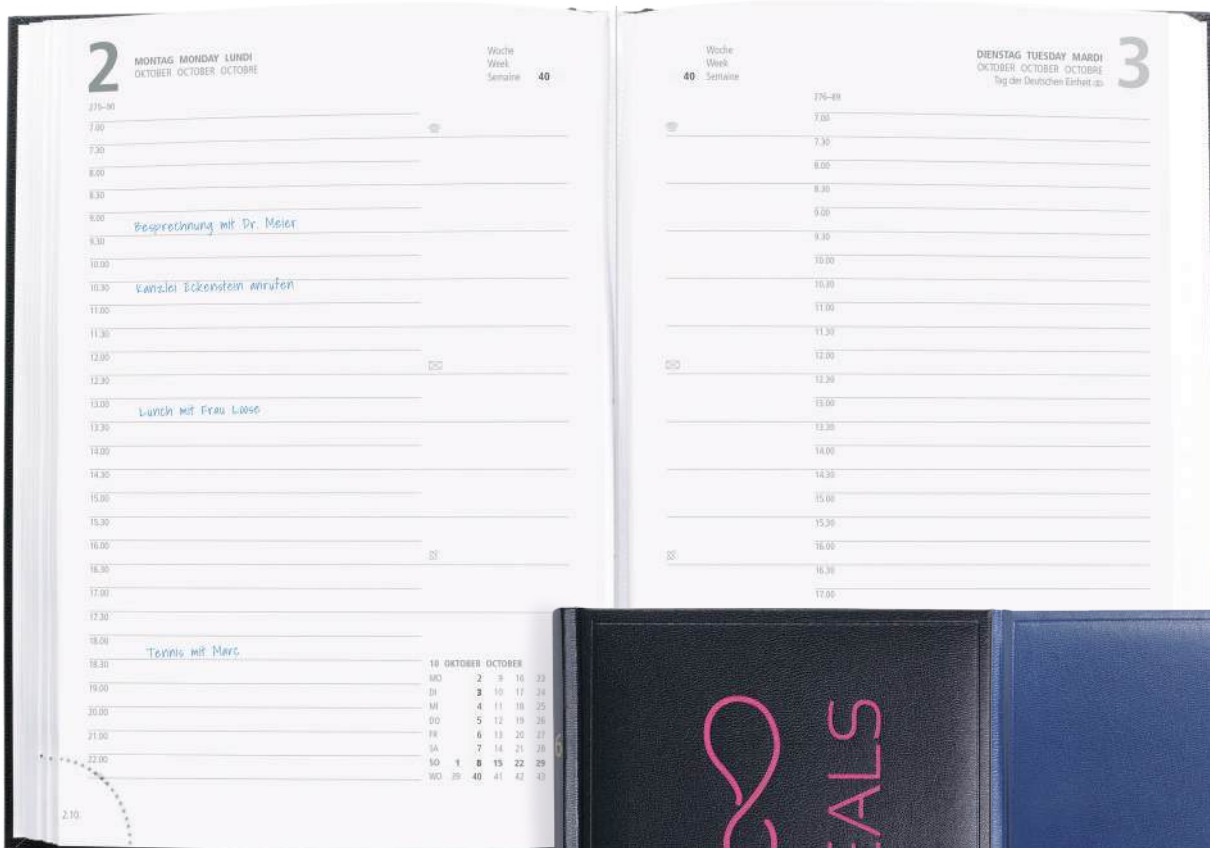 2
MONTAG MONDAY LUNDI
OKTOBER OCTOBER OCTOBRE
Woche
Week
Semaine 40
275–90
7.00
7.30
8.00
8.30
9.00
Besprechnung mit Dr. Meier
9.30
10.00
10.30 Kanzlei Eckenstein anrufen
11.00
11.30
12.00
12.30
13.00 Lunch mit Frau Loose
13.30
14.00
14.30
15.00
15.30
16.00
16.30
17.00
17.30
18.00
Tennis mit Marc
18.30
19.00
20.00
21.00
22.00
10 OKTOBER OCTOBER
MO 2 9 16 23
DI 3 10 17 24
MI 4 11 18 25
DO 5 12 19 26
FR 6 13 20 27
SA 7 14 21 28
SO 1 8 15 22 29
WO 39 40 41 42 43
2.10.
Woche
Week
40 Semaine
DIENSTAG TUESDAY MARDI
OKTOBER OCTOBER OCTOBRE
Tag der Deutschen Einheit
3
276–89
7.00
7.30
8.00
8.30
9.00
9.30
10.00
10.30
11.00
11.30
12.00
12.30
13.00
13.30
14.00
14.30
15.00
15.30
16.00
16.30
17.00
6
EALS